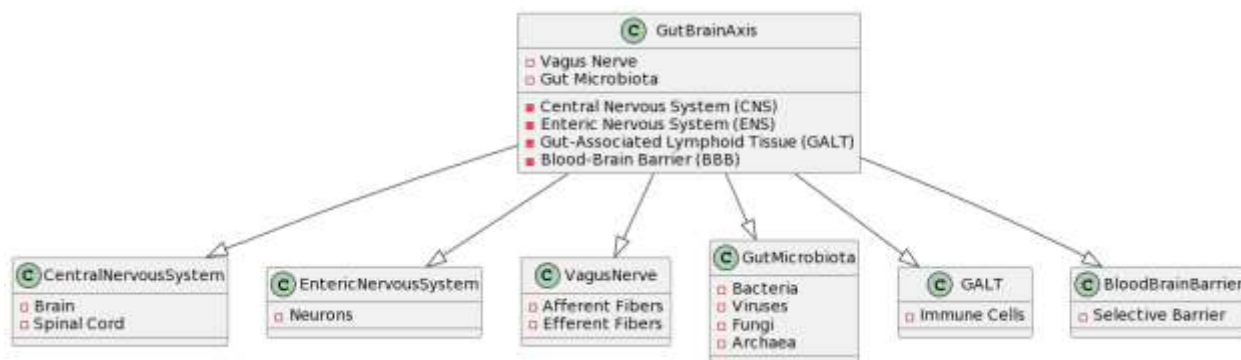 C GutBrainAxis
Vagus Nerve
Gut Microbiota
Central Nervous System (CNS)
Enteric Nervous System (ENS)
Gut-Associated Lymphoid Tissue (GALT)
Blood-Brain Barrier (BBB)
C CentralNervousSystem
Brain
Spinal Cord
C EntericNervousSystem
Neurons
C VagusNerve
Afferent Fibers
Efferent Fibers
C GutMicrobiota
Bacteria
Viruses
Fungi
Archaea
C GALT
Immune Cells
C BloodBrainBarrier
Selective Barrier